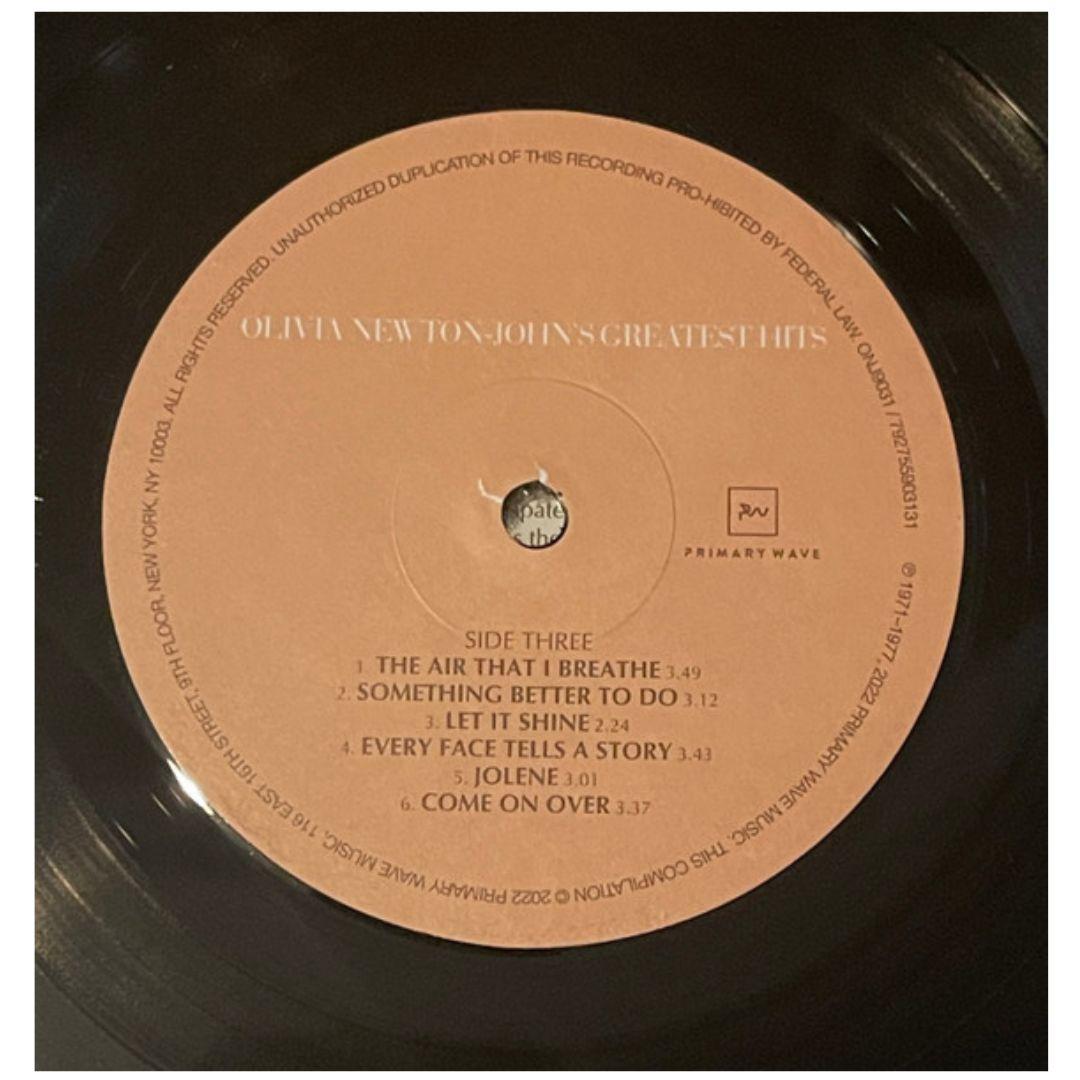 OLIVIA NEWTON-JOHN'S GREATEST HITS
PRIMARY WAVE
SIDE THREE
1. THE AIR THAT I BREATHE 3.49
2. SOMETHING BETTER TO DO 3.12
3. LET IT SHINE 2.24
4. EVERY FACE TELLS A STORY 3.43
5. JOLENE 3.01
6. COME ON OVER 3.37
℗ 1971-1977, 2022 PRIMARY WAVE MUSIC. THIS COMPILATION © 2022 PRIMARY WAVE MUSIC, 116 EAST 16TH STREET, 9TH FLOOR, NEW YORK, NY 10003. ALL RIGHTS RESERVED. UNAUTHORIZED DUPLICATION OF THIS RECORDING PRO-HIBITED BY FEDERAL LAW. ONJ9031 / 792755903131
the